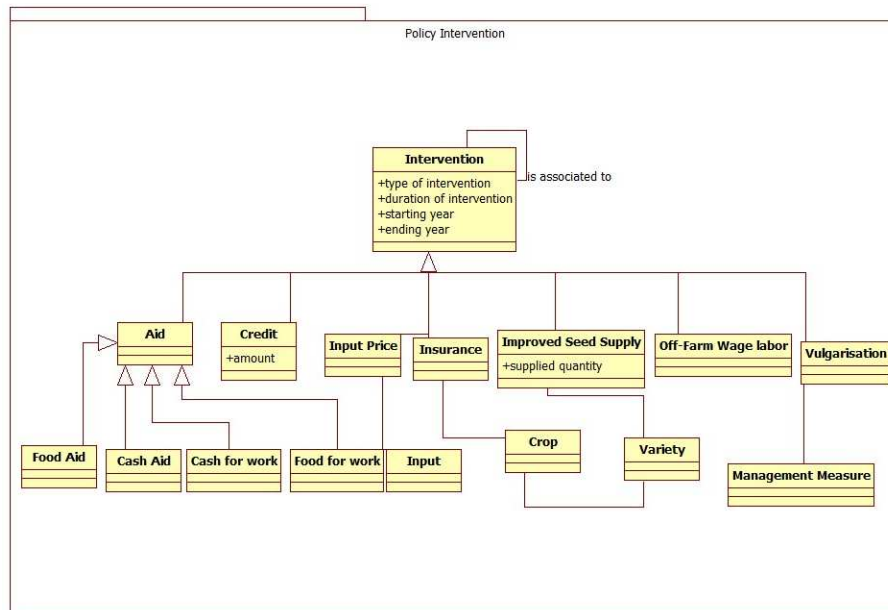 Policy Intervention
Intervention
+type of intervention
+duration of intervention
+starting year
+ending year
is associated to
Aid
Credit
+amount
Input Price
Insurance
Improved Seed Supply
+supplied quantity
Off-Farm Wage labor
Vulgarisation
Food Aid
Cash Aid
Cash for work
Food for work
Input
Crop
Variety
Management Measure